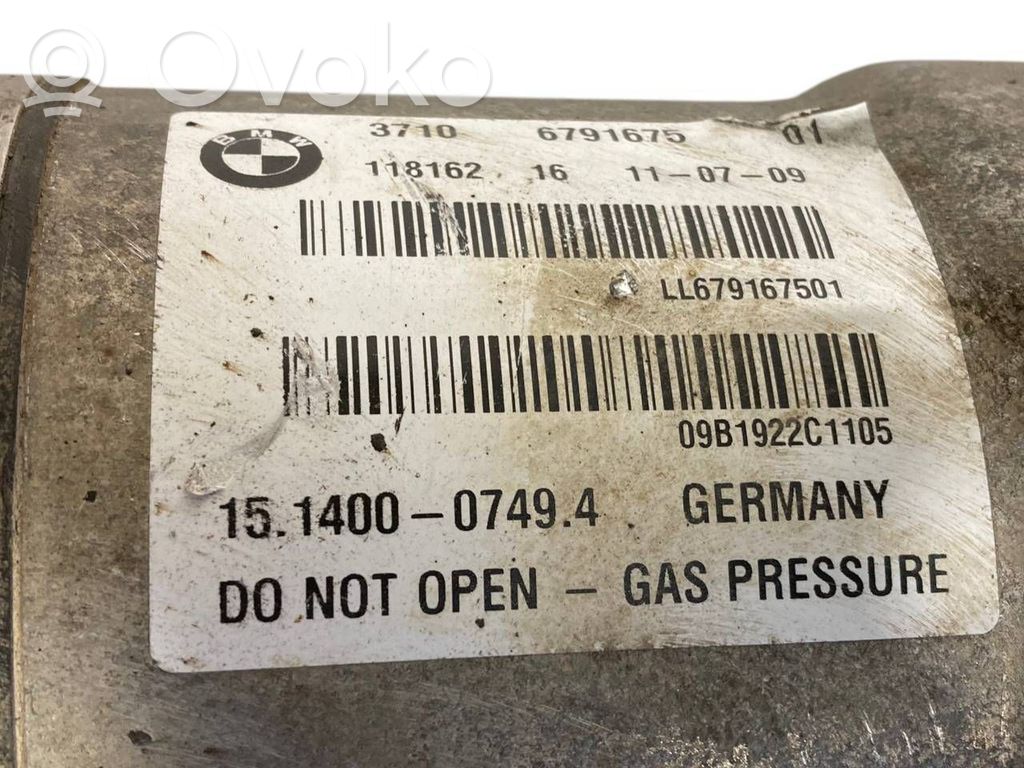 Ovoko
BMW
3710 6791675 01
118162 16 11-07-09
LL679167501
09B1922C1105
15.1400-0749.4 GERMANY
DO NOT OPEN - GAS PRESSURE